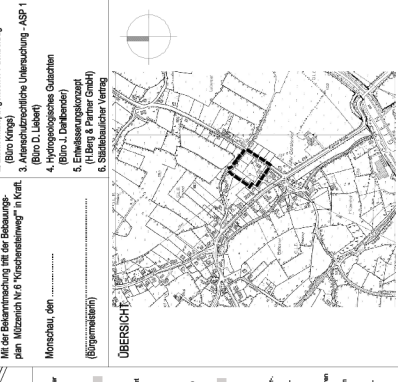 (Büro Krings)
3. Artenschutzrechtliche Untersuchung - ASP 1
(Büro D. Liebert)
4. Hydrogeologisches Gutachten
(Büro J. Dahlbender)
5. Entwässerungskonzept
(H.Berg & Partner GmbH)
6. Städtebaulicher Vertrag
Mit der Bekanntmachung tritt der Bebauungs-
plan Mützenich Nr 6 "Kirschensteinweg"" in Kraft.
Monschau, den ...............
(Bürgermeisterin)
ÜBERSICHT